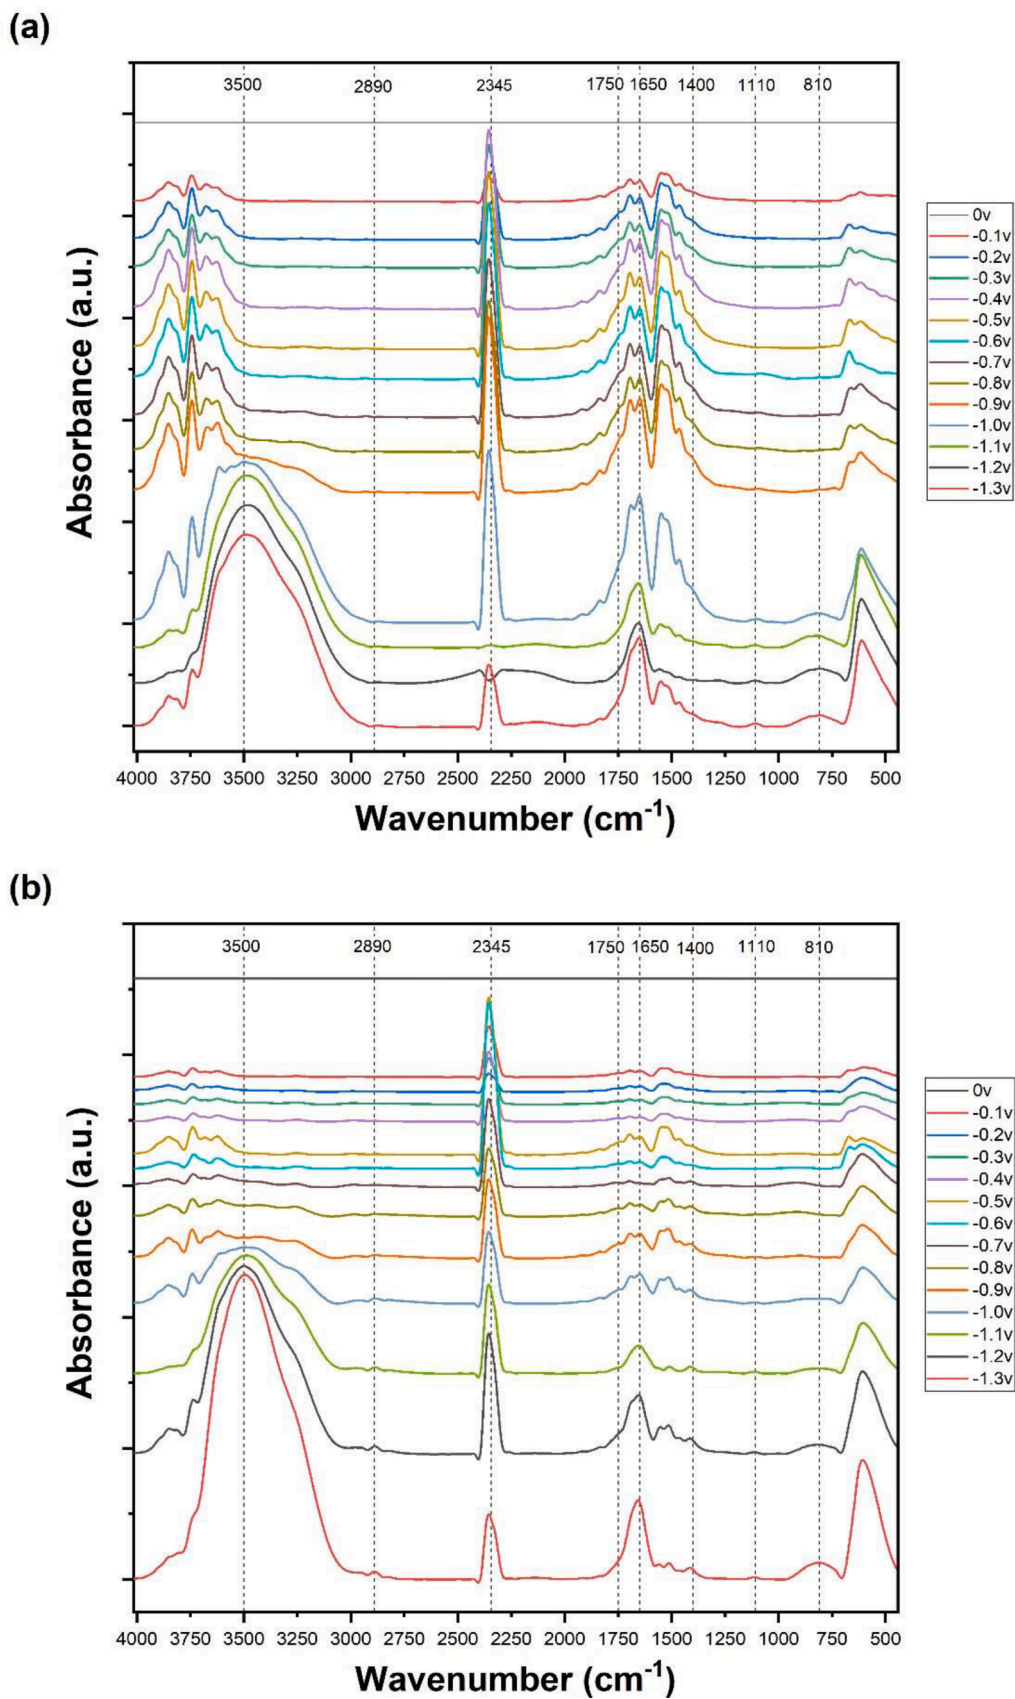 (a)
3500 2890 2345 1750 1650 1400 1110 810
Absorbance (a.u.)
0v
-0.1v
-0.2v
-0.3v
-0.4v
-0.5v
-0.6v
-0.7v
-0.8v
-0.9v
-1.0v
-1.1v
-1.2v
-1.3v
4000 3750 3500 3250 3000 2750 2500 2250 2000 1750 1500 1250 1000 750 500
Wavenumber (cm⁻¹)
(b)
3500 2890 2345 1750 1650 1400 1110 810
Absorbance (a.u.)
0v
-0.1v
-0.2v
-0.3v
-0.4v
-0.5v
-0.6v
-0.7v
-0.8v
-0.9v
-1.0v
-1.1v
-1.2v
-1.3v
4000 3750 3500 3250 3000 2750 2500 2250 2000 1750 1500 1250 1000 750 500
Wavenumber (cm⁻¹)